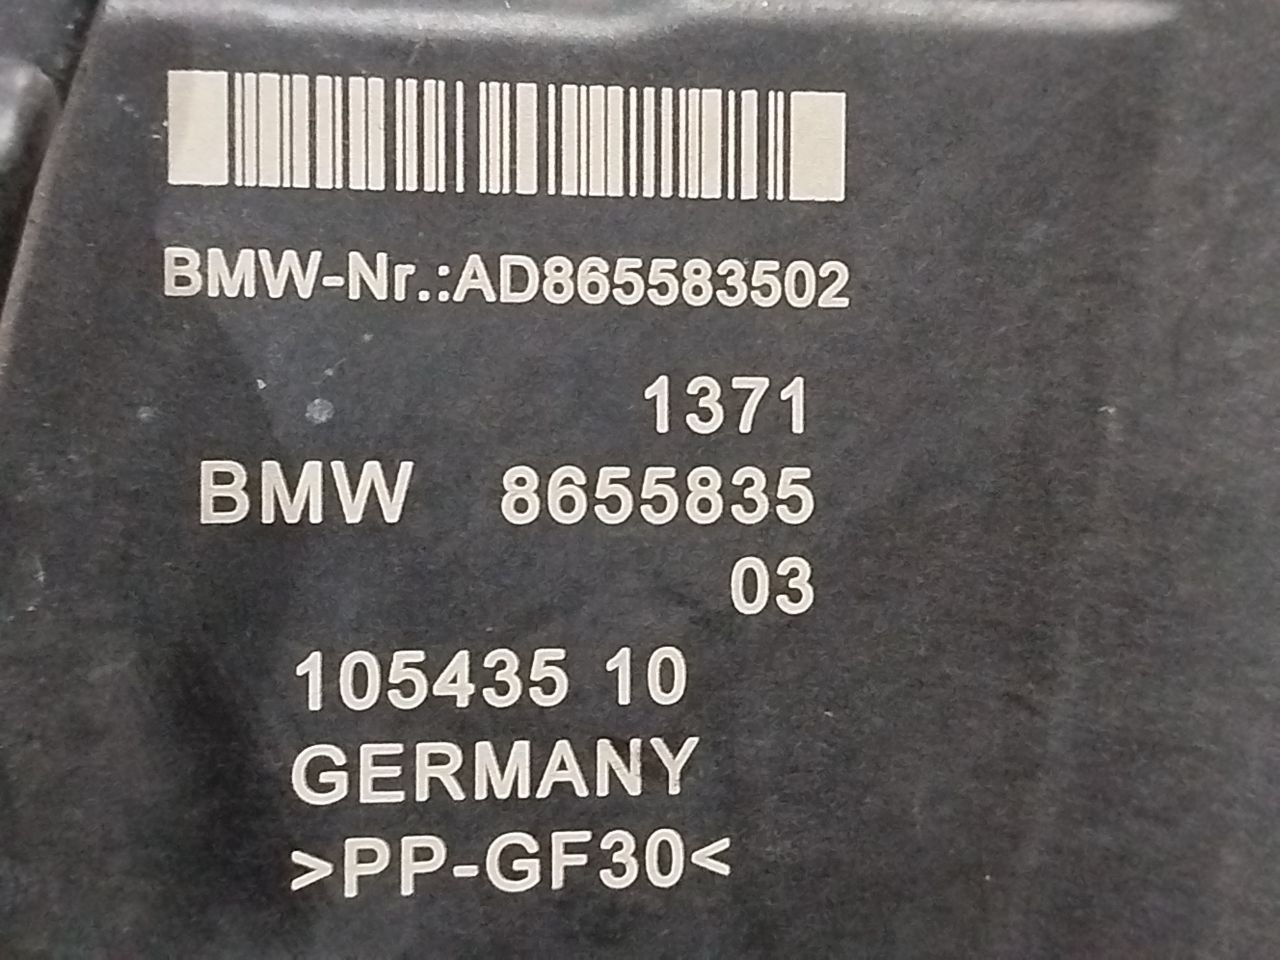 BMW-Nr.:AD865583502
1371
BMW 8655835
03
105435 10
GERMANY
>PP-GF30<